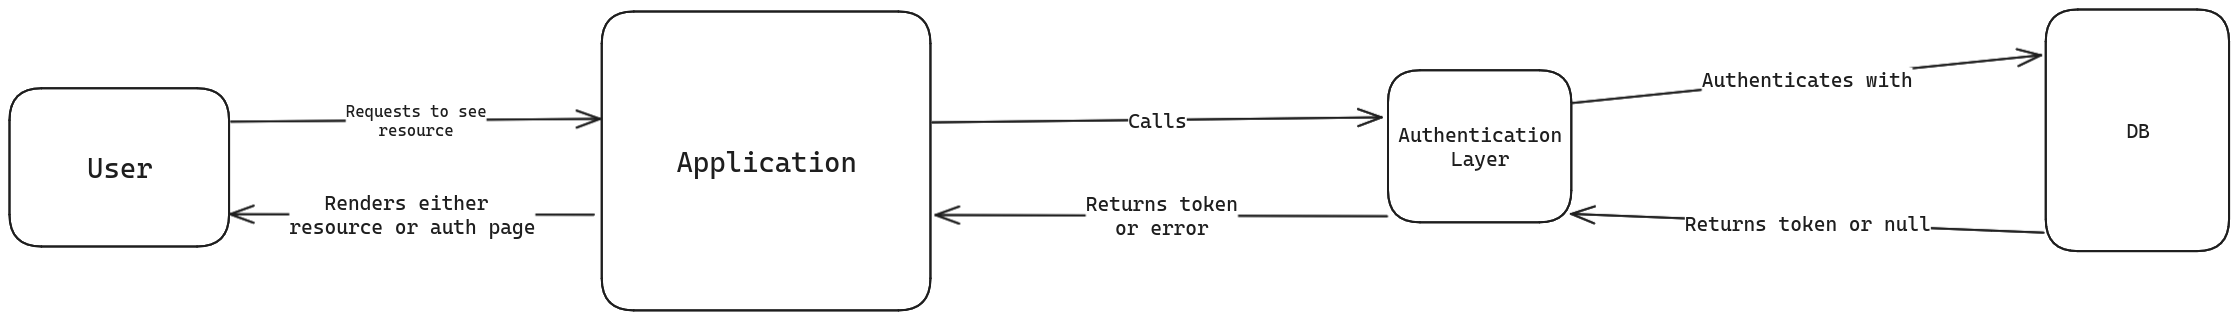 User
Requests to see
resource
Renders either
resource or auth page
Application
Calls
Returns token
or error
Authentication
Layer
Authenticates with
Returns token or null
DB